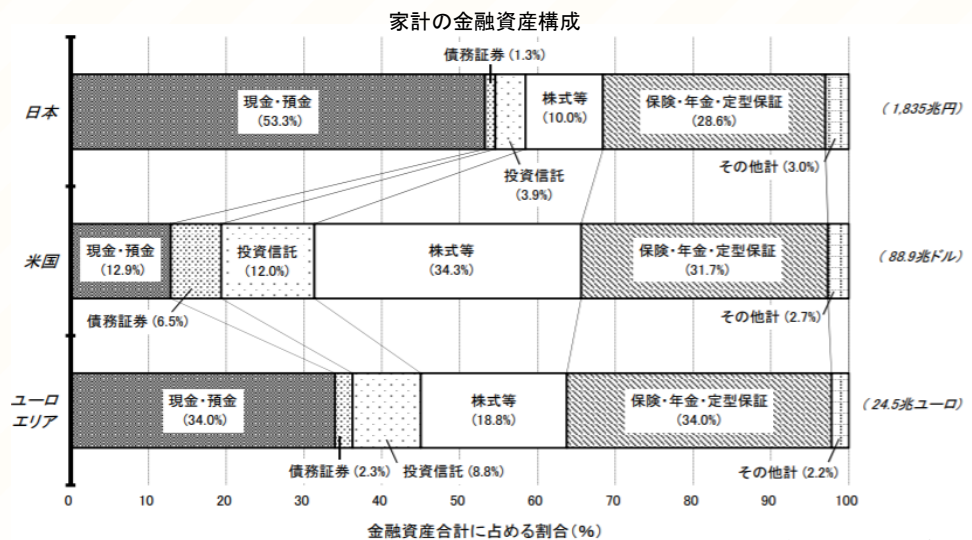 家計の金融資産構成
債務証券 (1.3%)
日本
現金・預金
(53.3%)
株式等
(10.0%)
保険・年金・定型保証
(28.6%)
( 1,835兆円)
投資信託
(3.9%)
その他計 (3.0%)
米国
現金・預金
(12.9%)
投資信託
(12.0%)
株式等
(34.3%)
保険・年金・定型保証
(31.7%)
( 88.9兆ドル)
債務証券 (6.5%)
その他計 (2.7%)
ユーロ
エリア
現金・預金
(34.0%)
株式等
(18.8%)
保険・年金・定型保証
(34.0%)
( 24.5兆ユーロ)
債務証券 (2.3%)
投資信託 (8.8%)
その他計 (2.2%)
0 10 20 30 40 50 60 70 80 90 100
金融資産合計に占める割合(%)